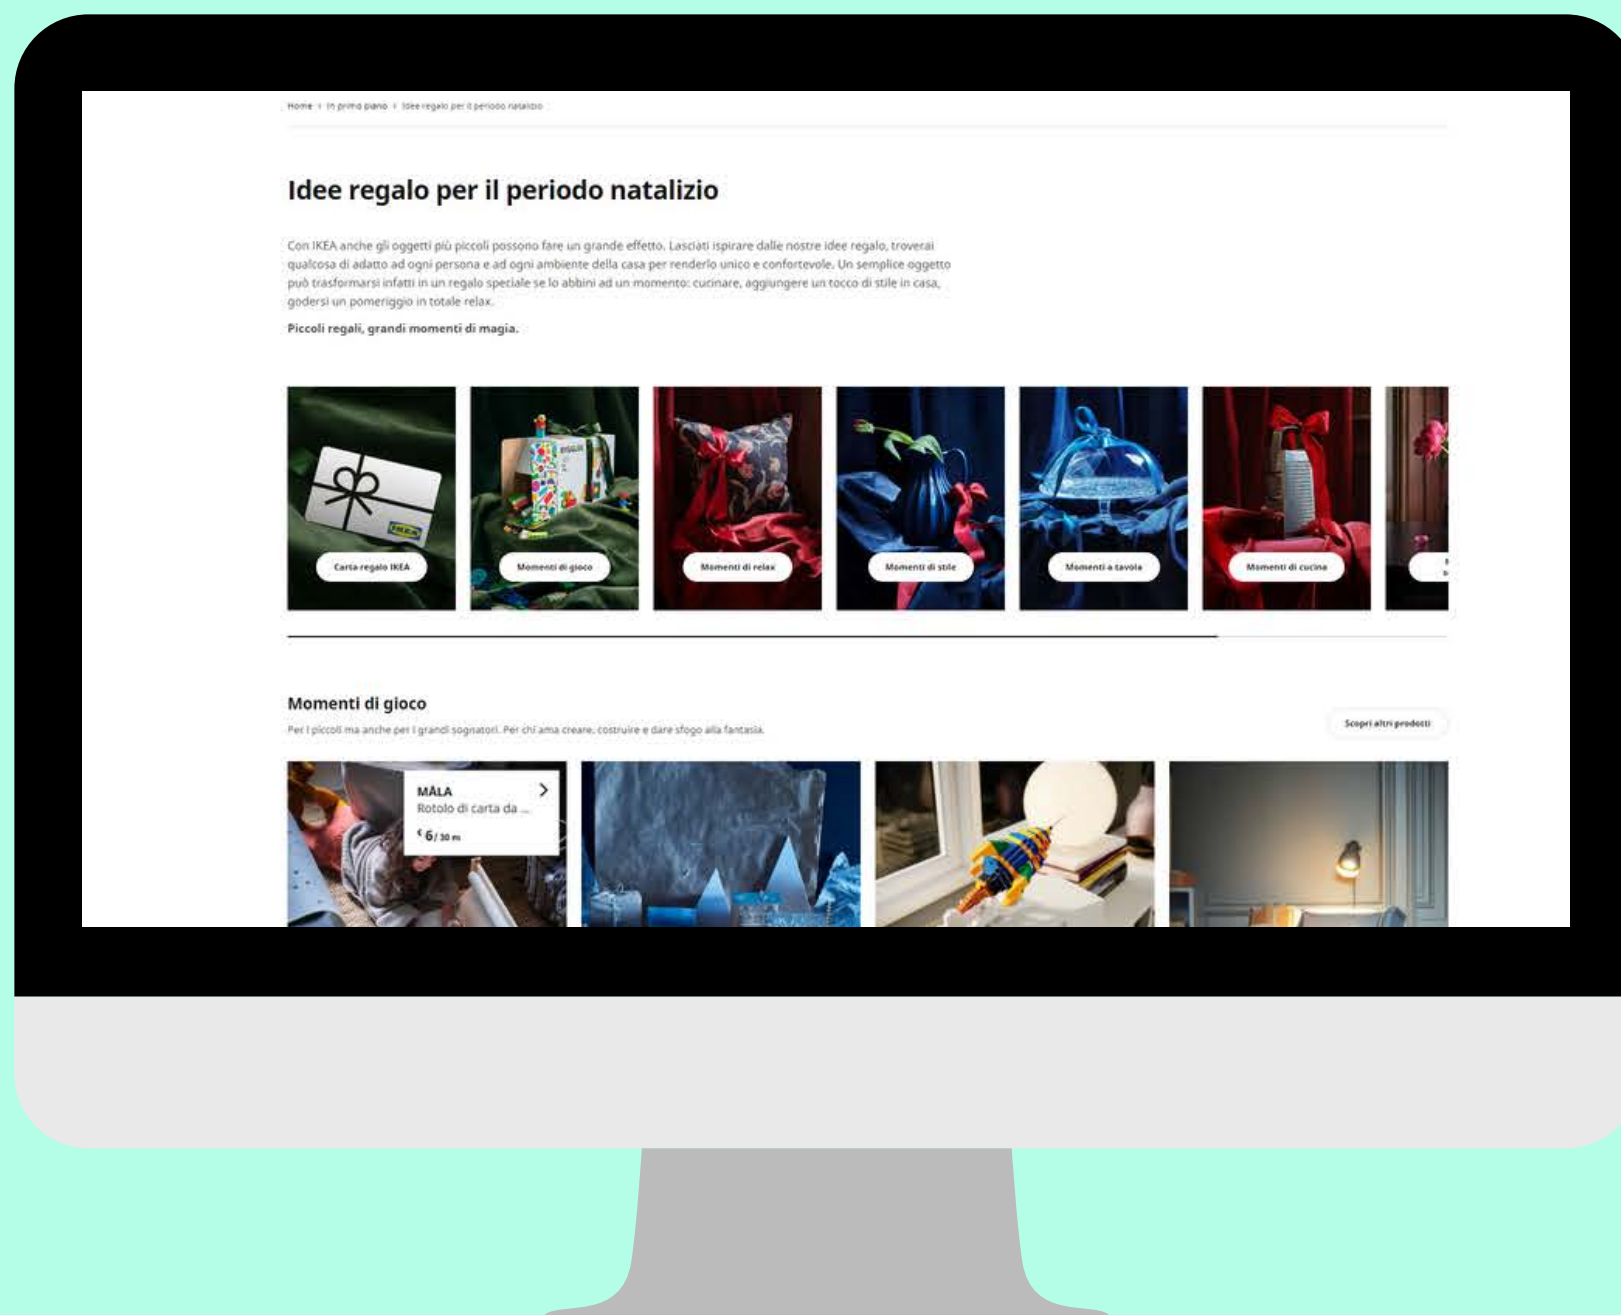 Home › In primo piano › Idee regalo per il periodo natalizio
Idee regalo per il periodo natalizio
Con IKEA anche gli oggetti più piccoli possono fare un grande effetto. Lasciati ispirare dalle nostre idee regalo, troverai
qualcosa di adatto ad ogni persona e ad ogni ambiente della casa per renderlo unico e confortevole. Un semplice oggetto
può trasformarsi infatti in un regalo speciale se lo abbini ad un momento: cucinare, aggiungere un tocco di stile in casa,
godersi un pomeriggio in totale relax.
Piccoli regali, grandi momenti di magia.
IKEA
Carta regalo IKEA
Momenti di gioco
Momenti di relax
Momenti di stile
Momenti a tavola
Momenti di cucina
Momenti di gioco
Per i piccoli ma anche per i grandi sognatori. Per chi ama creare, costruire e dare sfogo alla fantasia.
Scopri altri prodotti
MÅLA
Rotolo di carta da ...
€ 6/ 30 m